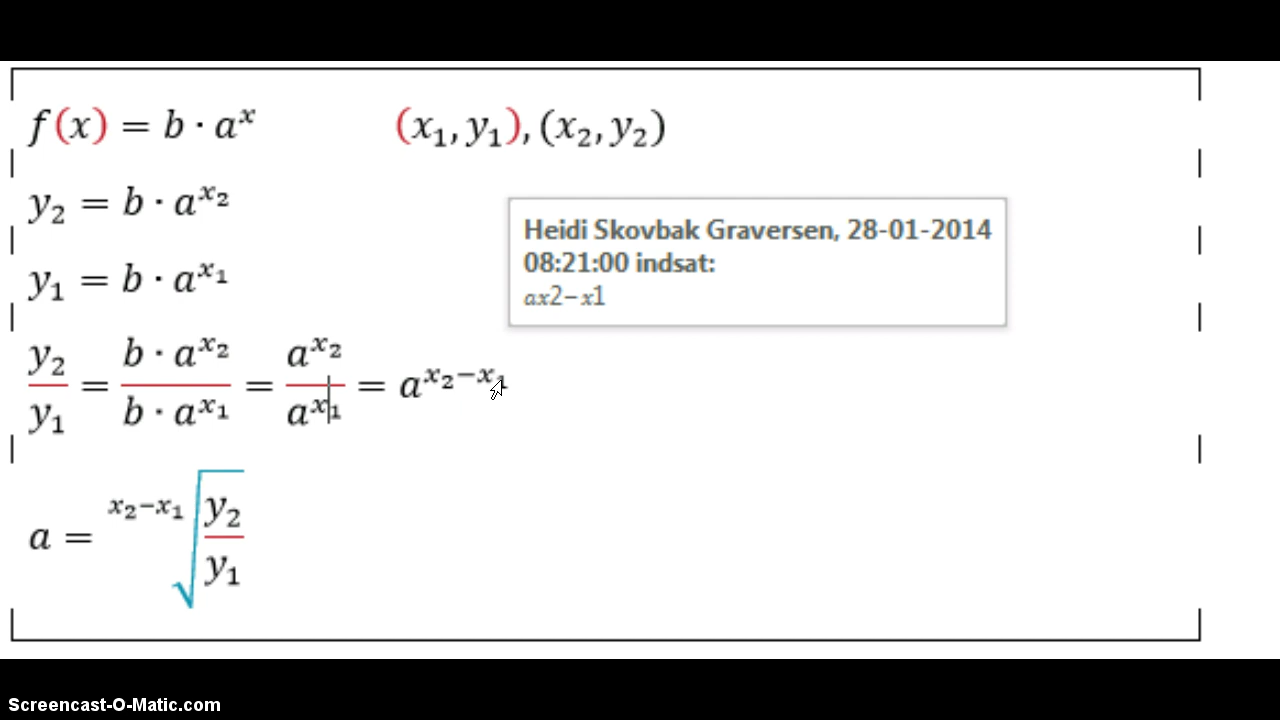 f(x) = b · aˣ (x₁, y₁), (x₂, y₂)
y₂ = b · a^(x₂)
Heidi Skovbak Graversen, 28-01-2014
08:21:00 indsat:
ax2−x1
y₁ = b · a^(x₁)
y₂/y₁ = (b · a^(x₂))/(b · a^(x₁)) = a^(x₂)/a^(x₁) = a^(x₂−x₁)
a = ^(x₂−x₁)√(y₂/y₁)
Screencast-O-Matic.com